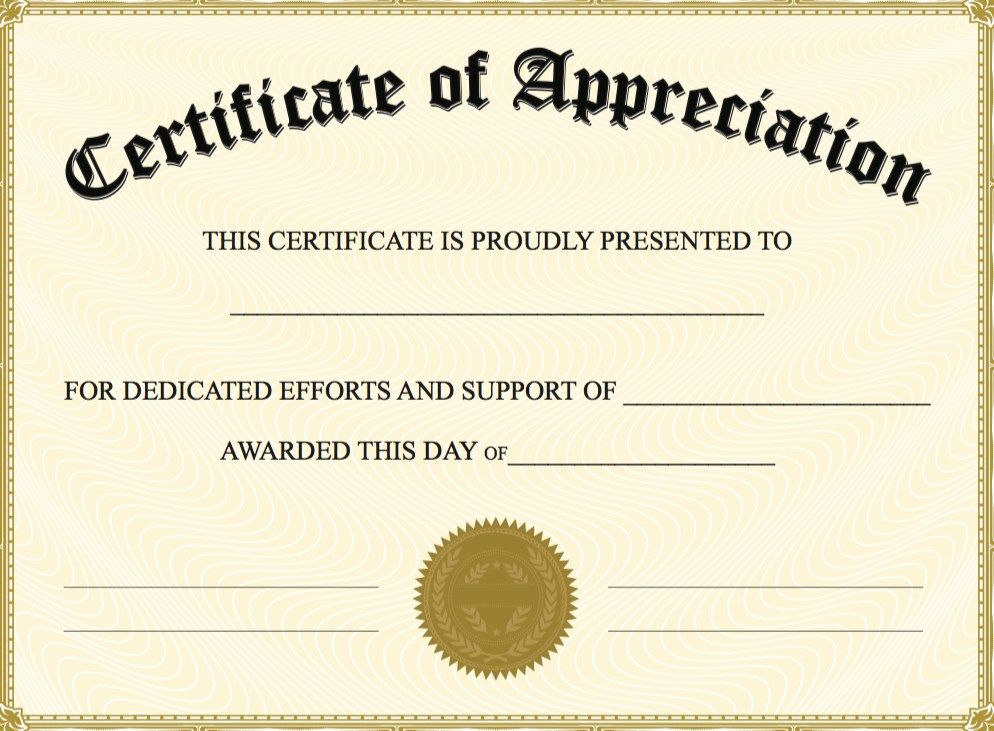 Certificate of Appreciation
THIS CERTIFICATE IS PROUDLY PRESENTED TO
FOR DEDICATED EFFORTS AND SUPPORT OF
AWARDED THIS DAY OF